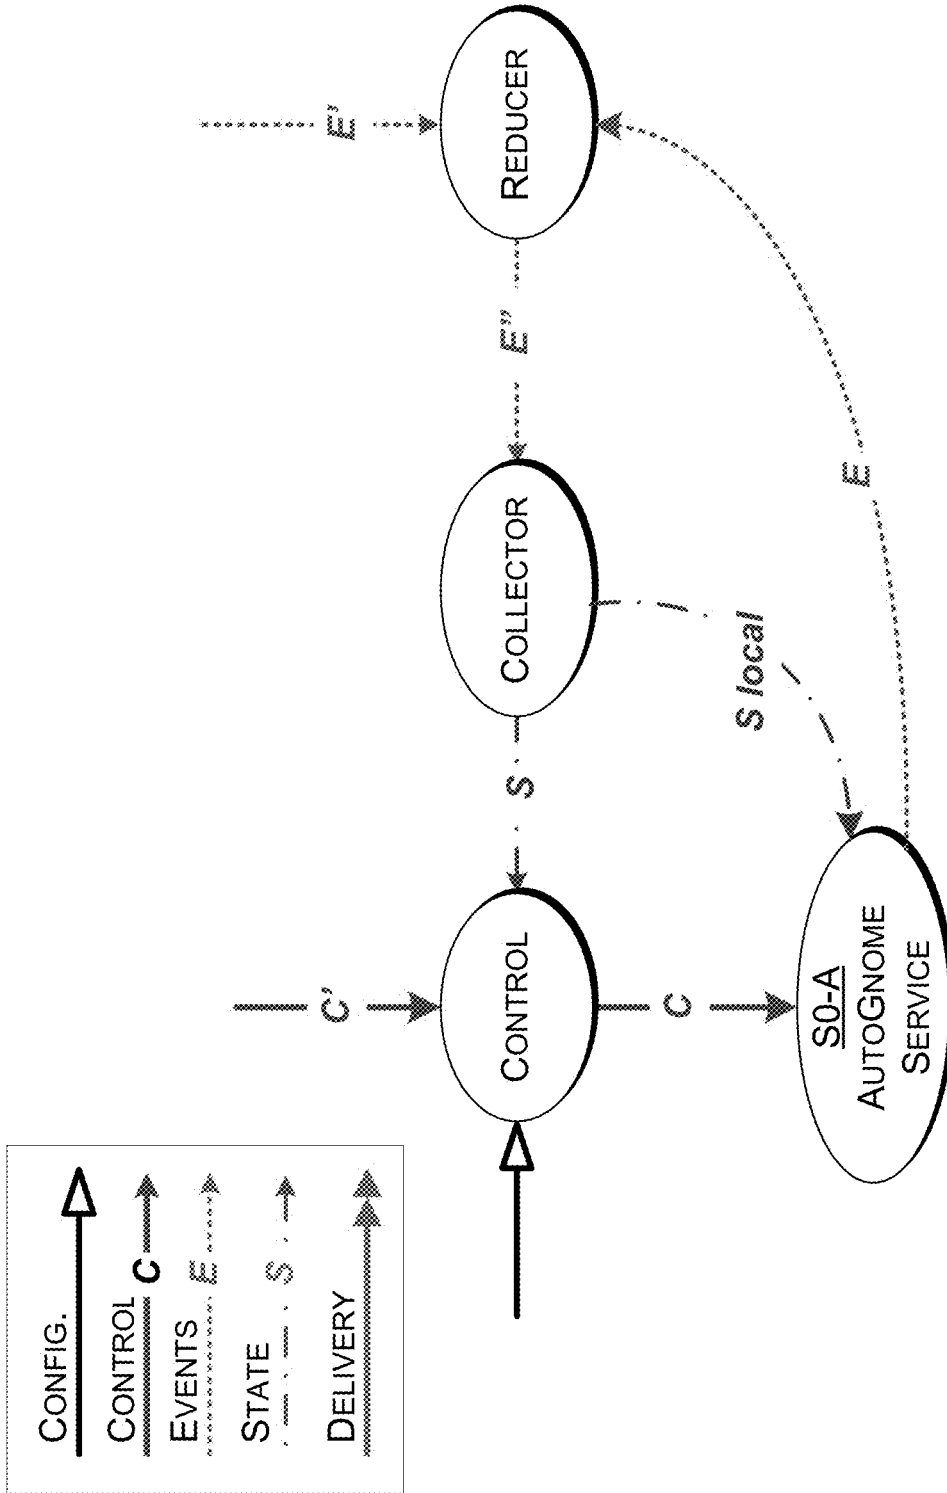 CONFIG.
CONTROL C
EVENTS E
STATE S
DELIVERY
C'
E'
CONTROL
S
COLLECTOR
E"
REDUCER
C
S local
E
S0-A
AUTOGNOME
SERVICE